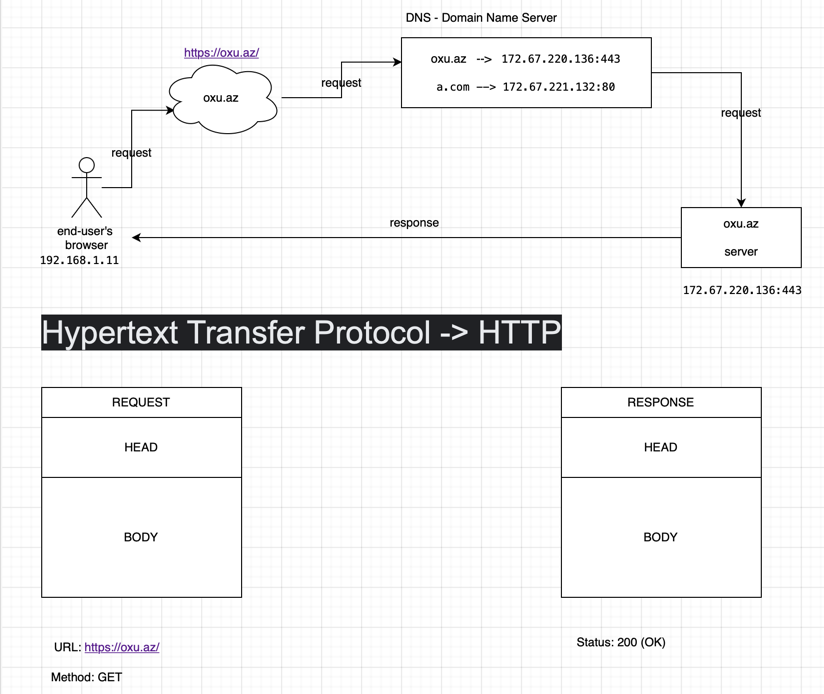 DNS - Domain Name Server
https://oxu.az/
oxu.az
request
oxu.az --> 172.67.220.136:443
a.com --> 172.67.221.132:80
request
request
end-user's
browser
192.168.1.11
response
oxu.az
server
172.67.220.136:443
Hypertext Transfer Protocol -> HTTP
REQUEST
HEAD
BODY
RESPONSE
HEAD
BODY
URL: https://oxu.az/
Method: GET
Status: 200 (OK)